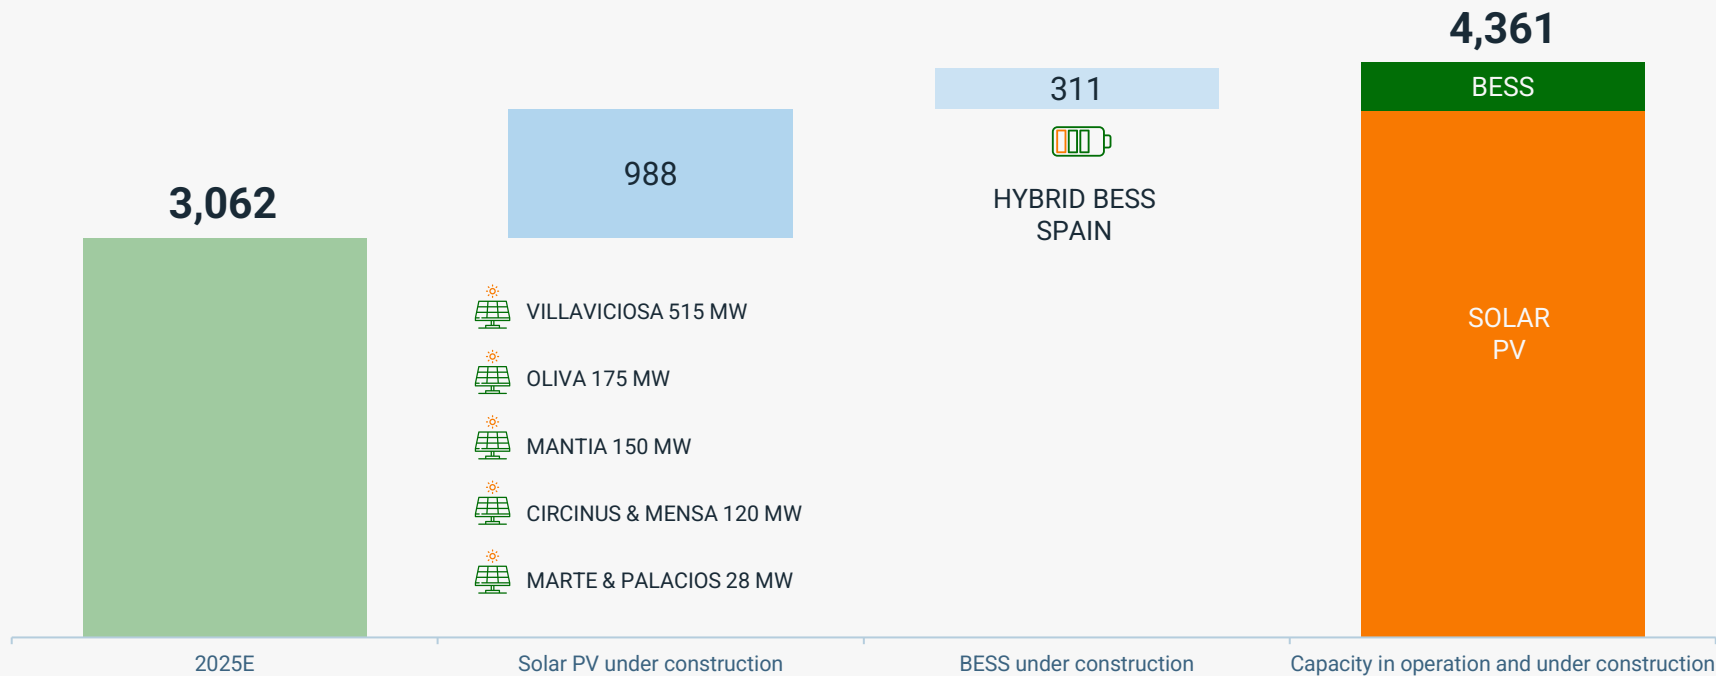 4,361
BESS
311
988
3,062
HYBRID BESS
SPAIN
SOLAR
PV
VILLAVICIOSA 515 MW
OLIVA 175 MW
MANTIA 150 MW
CIRCINUS & MENSA 120 MW
MARTE & PALACIOS 28 MW
2025E
Solar PV under construction
BESS under construction
Capacity in operation and under construction